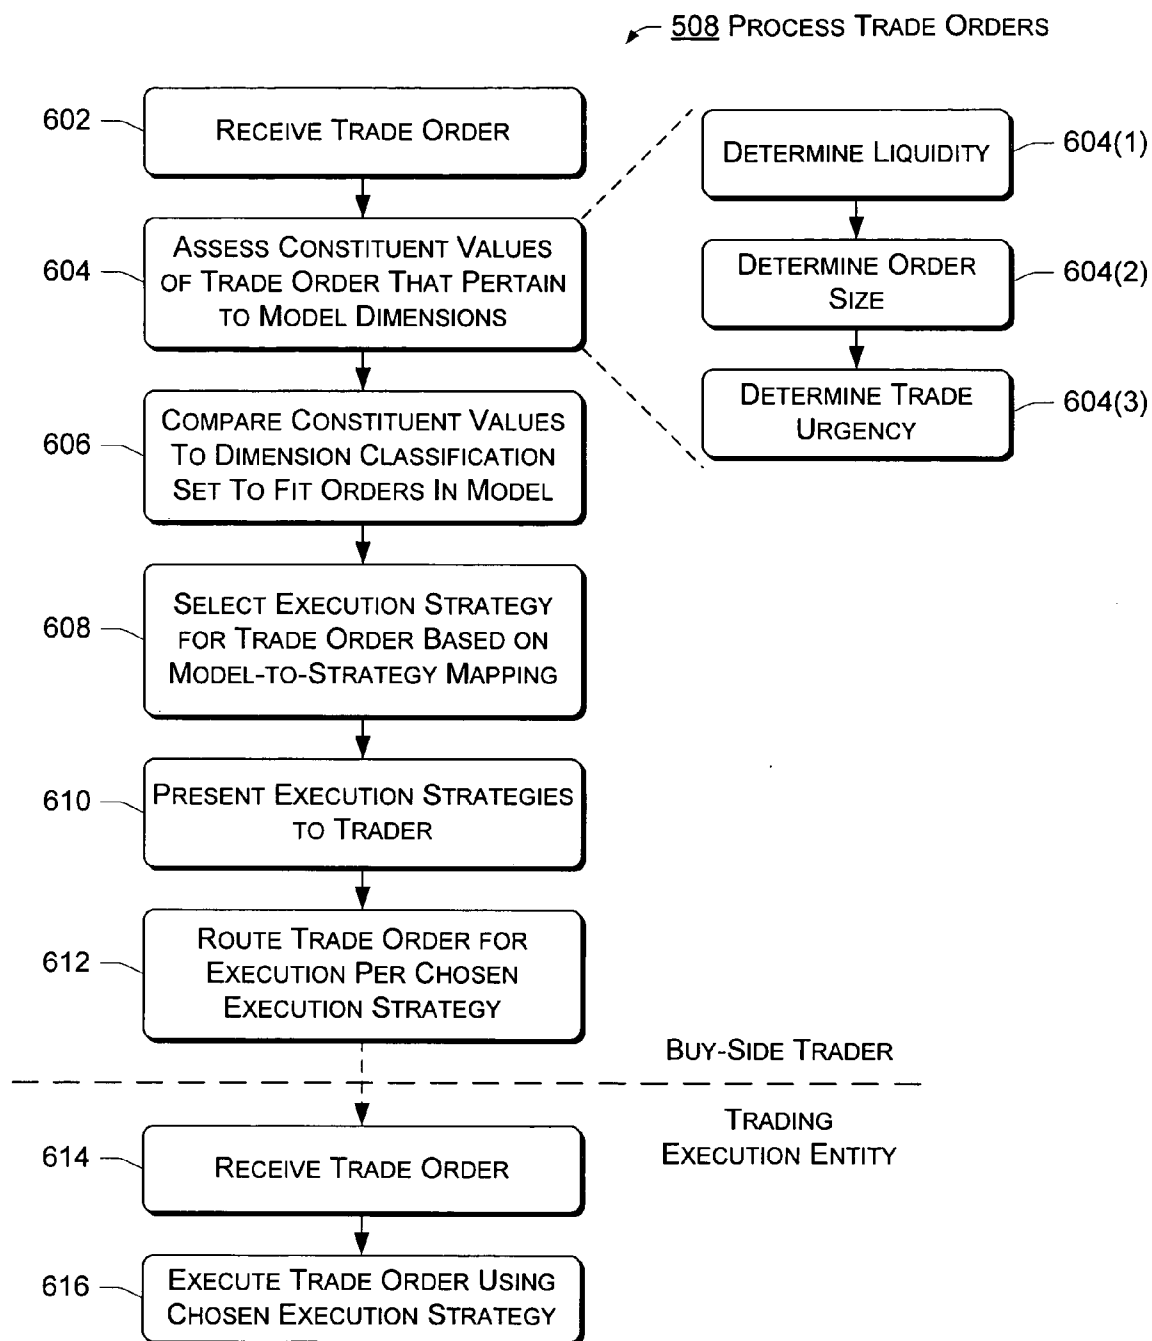 508 PROCESS TRADE ORDERS
602
RECEIVE TRADE ORDER
604
ASSESS CONSTITUENT VALUES
OF TRADE ORDER THAT PERTAIN
TO MODEL DIMENSIONS
DETERMINE LIQUIDITY
604(1)
DETERMINE ORDER
SIZE
604(2)
DETERMINE TRADE
URGENCY
604(3)
606
COMPARE CONSTITUENT VALUES
TO DIMENSION CLASSIFICATION
SET TO FIT ORDERS IN MODEL
608
SELECT EXECUTION STRATEGY
FOR TRADE ORDER BASED ON
MODEL-TO-STRATEGY MAPPING
610
PRESENT EXECUTION STRATEGIES
TO TRADER
612
ROUTE TRADE ORDER FOR
EXECUTION PER CHOSEN
EXECUTION STRATEGY
BUY-SIDE TRADER
TRADING
EXECUTION ENTITY
614
RECEIVE TRADE ORDER
616
EXECUTE TRADE ORDER USING
CHOSEN EXECUTION STRATEGY